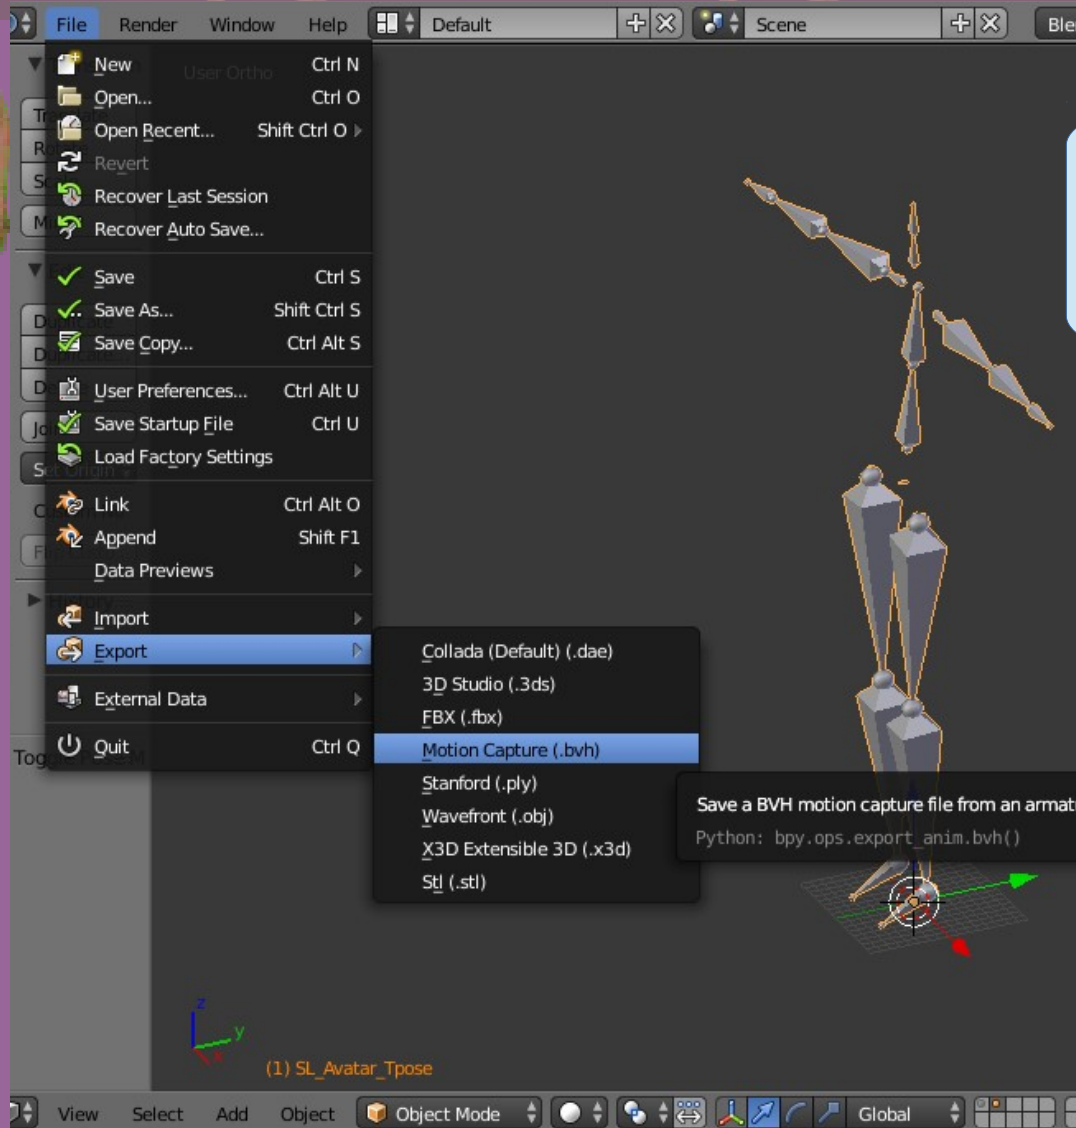 File Render Window Help Default Scene
New Ctrl N
User Ortho
Open... Ctrl O
Open Recent... Shift Ctrl O
Revert
Recover Last Session
Recover Auto Save...
Save Ctrl S
Save As... Shift Ctrl S
Save Copy... Ctrl Alt S
User Preferences... Ctrl Alt U
Save Startup File Ctrl U
Load Factory Settings
Link Ctrl Alt O
Append Shift F1
Data Previews
Import
Export
External Data
Quit Ctrl Q
Collada (Default) (.dae)
3D Studio (.3ds)
FBX (.fbx)
Motion Capture (.bvh)
Stanford (.ply)
Wavefront (.obj)
X3D Extensible 3D (.x3d)
Stl (.stl)
Save a BVH motion capture file from an armat
Python: bpy.ops.export_anim.bvh()
z
y
x
(1) SL_Avatar_Tpose
View Select Add Object Object Mode Global